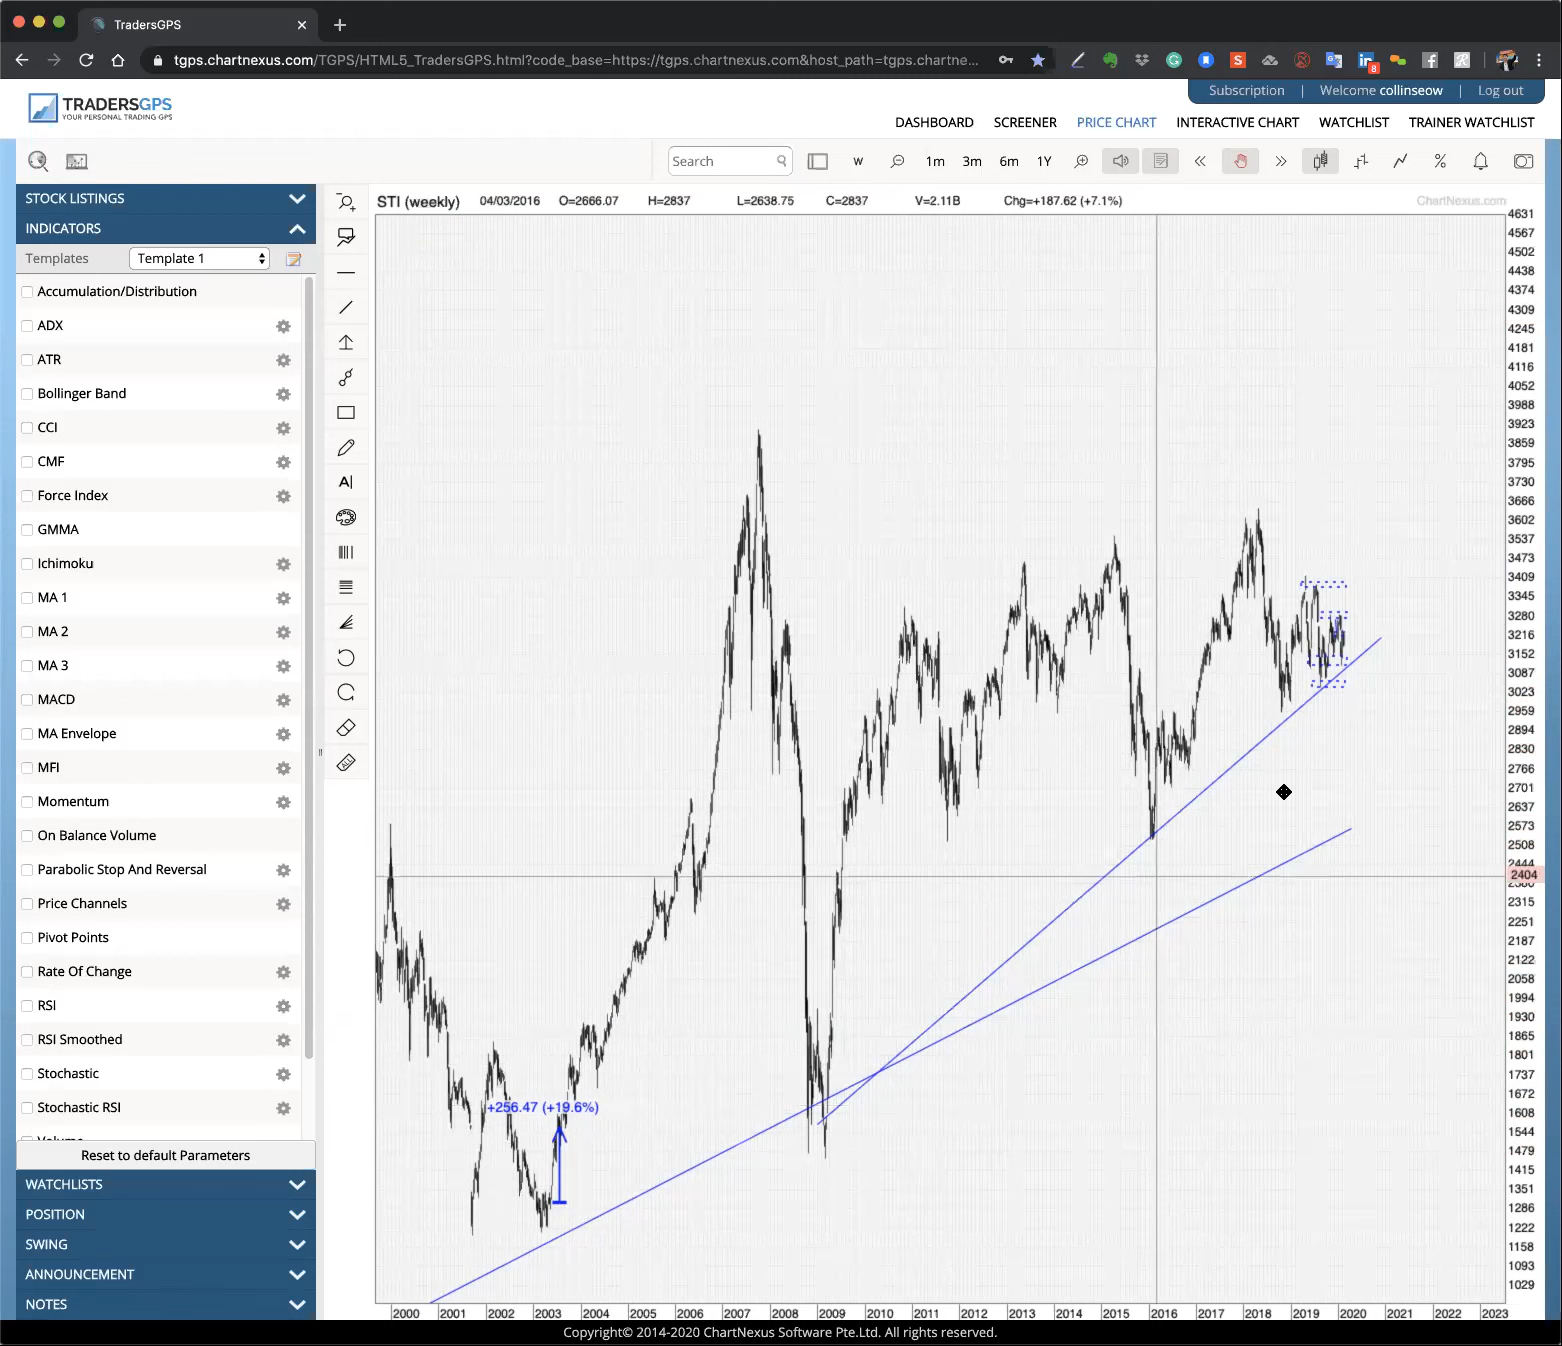 TradersGPS
tgps.chartnexus.com/TGPS/HTML5_TradersGPS.html?code_base=https://tgps.chartnexus.com&host_path=tgps.chartne...
S
8
Subscription | Welcome collinseow | Log out
TRADERSGPS
YOUR PERSONAL TRADING GPS
DASHBOARD SCREENER PRICE CHART INTERACTIVE CHART WATCHLIST TRAINER WATCHLIST
Search W 1m 3m 6m 1Y %
STOCK LISTINGS
INDICATORS
Templates Template 1
Accumulation/Distribution
ADX
ATR
Bollinger Band
CCI
CMF
Force Index
GMMA
Ichimoku
MA 1
MA 2
MA 3
MACD
MA Envelope
MFI
Momentum
On Balance Volume
Parabolic Stop And Reversal
Price Channels
Pivot Points
Rate Of Change
RSI
RSI Smoothed
Stochastic
Stochastic RSI
Volume
Reset to default Parameters
WATCHLISTS
POSITION
SWING
ANNOUNCEMENT
NOTES
A|
STI (weekly) 04/03/2016 O=2666.07 H=2837 L=2638.75 C=2837 V=2.11B Chg=+187.62 (+7.1%)
ChartNexus.com
4631
4567
4502
4438
4374
4309
4245
4181
4116
4052
3988
3923
3859
3795
3730
3666
3602
3537
3473
3409
3345
3280
3216
3152
3087
3023
2959
2894
2830
2766
2701
2637
2573
2508
2444
2404
2380
2315
2251
2187
2122
2058
1994
1930
1865
1801
1737
1672
1608
1544
1479
1415
1351
1286
1222
1158
1093
1029
+256.47 (+19.6%)
2000 2001 2002 2003 2004 2005 2006 2007 2008 2009 2010 2011 2012 2013 2014 2015 2016 2017 2018 2019 2020 2021 2022 2023
Copyright© 2014-2020 ChartNexus Software Pte.Ltd. All rights reserved.